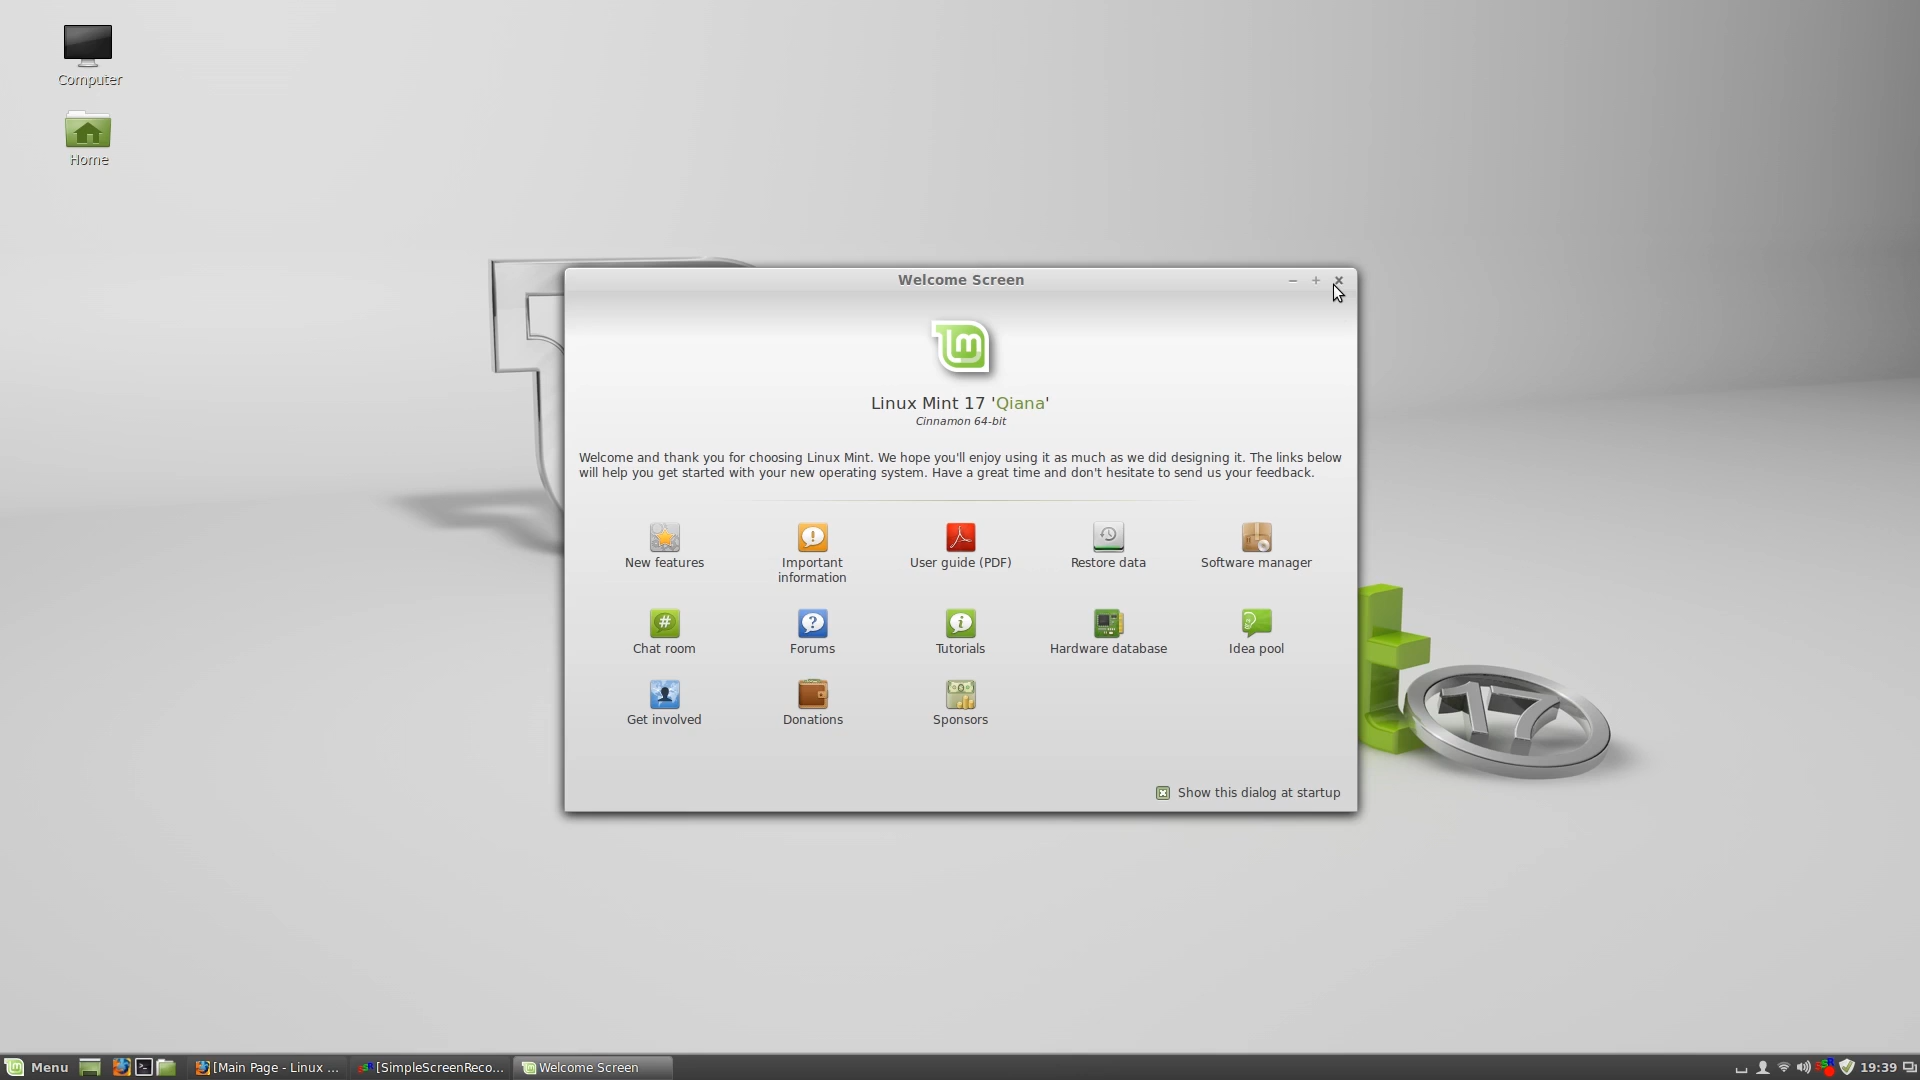 Computer
Home
Welcome Screen
Linux Mint 17 'Qiana'
Cinnamon 64-bit
Welcome and thank you for choosing Linux Mint. We hope you'll enjoy using it as much as we did designing it. The links below
will help you get started with your new operating system. Have a great time and don't hesitate to send us your feedback.
New features
Important
information
User guide (PDF)
Restore data
Software manager
Chat room
Forums
Tutorials
Hardware database
Idea pool
Get involved
Donations
Sponsors
17
Show this dialog at startup
Menu
[Main Page - Linux ...
[SimpleScreenReco...
Welcome Screen
19:39